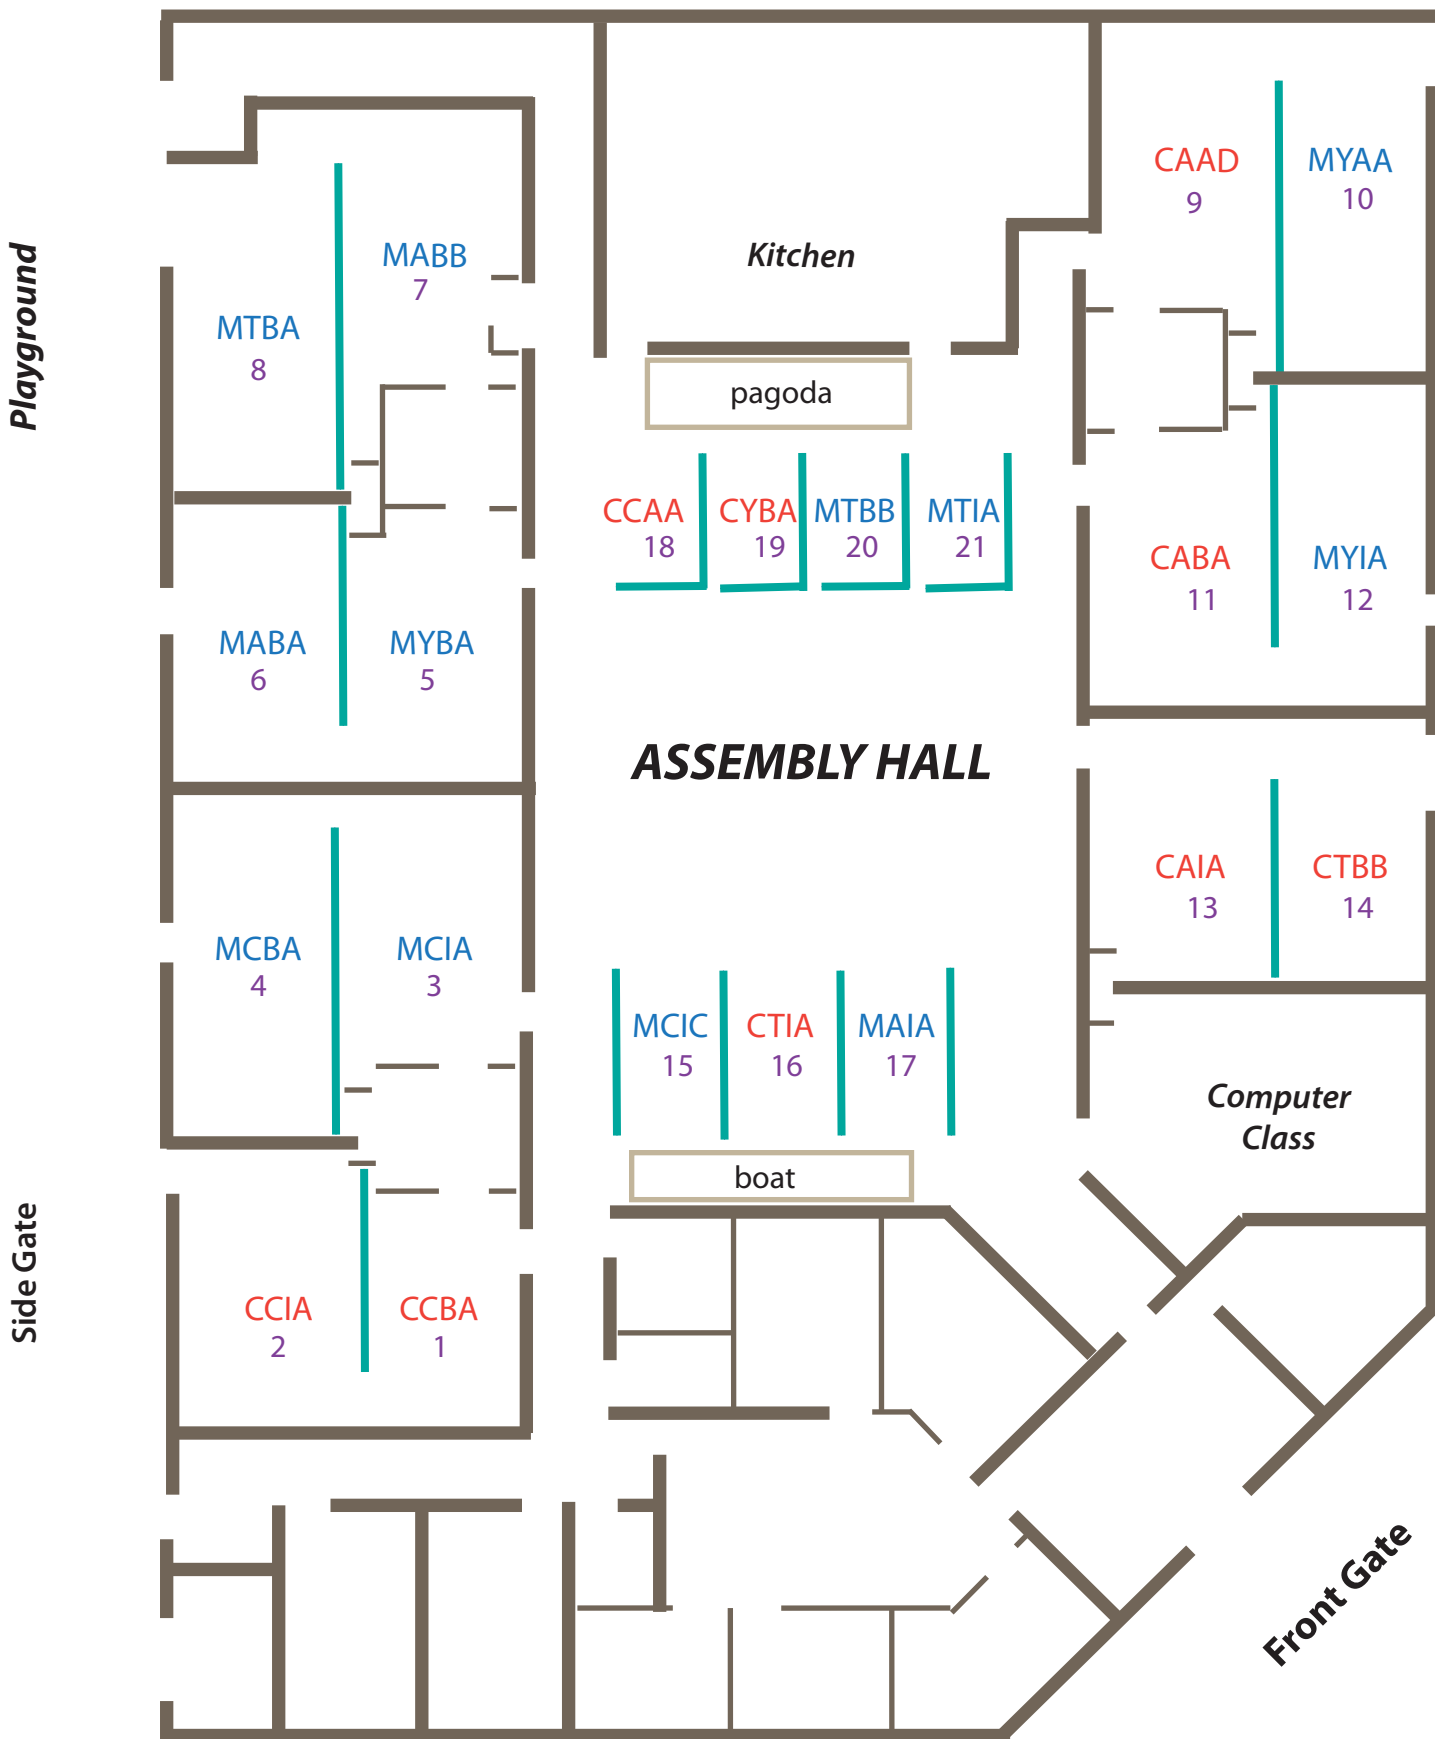 CAAD
9
MYAA
10
Playground
MABB
7
Kitchen
MTBA
8
pagoda
CCAA
18
CYBA
19
MTBB
20
MTIA
21
CABA
11
MYIA
12
MABA
6
MYBA
5
ASSEMBLY HALL
CAIA
13
CTBB
14
MCBA
4
MCIA
3
MCIC
15
CTIA
16
MAIA
17
Computer
Class
boat
Side Gate
CCIA
2
CCBA
1
Front Gate